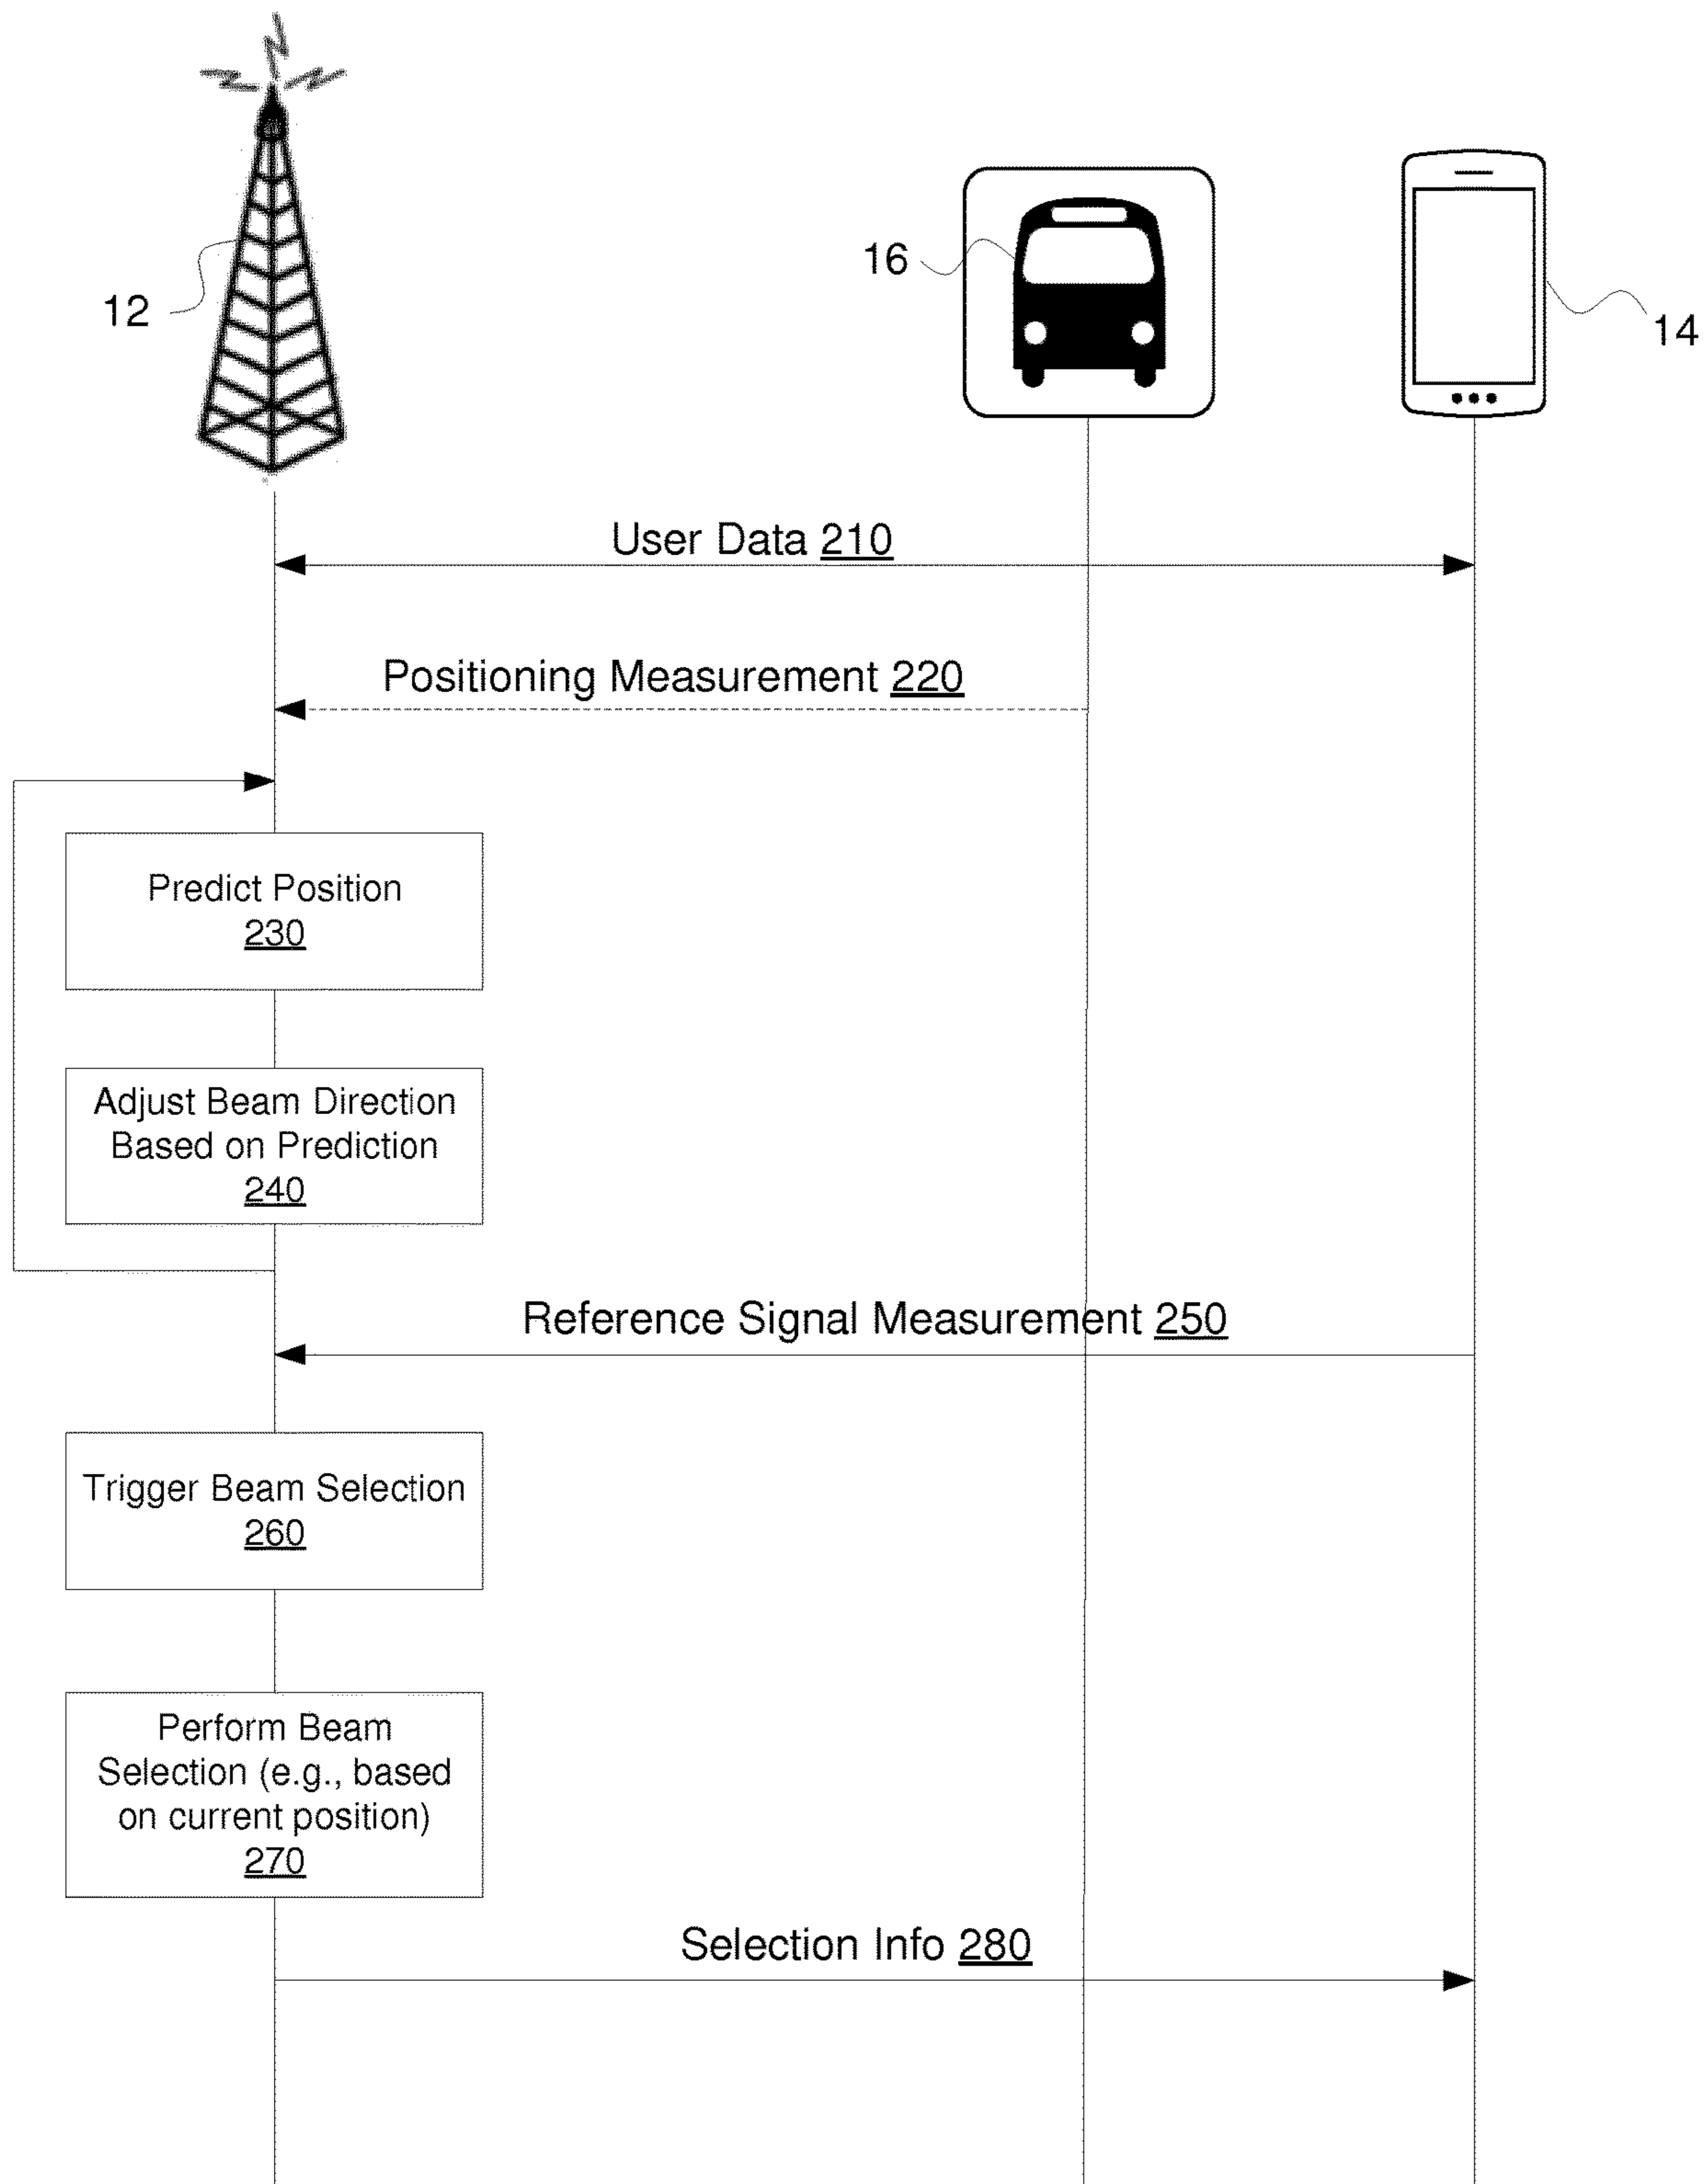 16
12
14
User Data 210
Positioning Measurement 220
Predict Position
230
Adjust Beam Direction
Based on Prediction
240
Reference Signal Measurement 250
Trigger Beam Selection
260
Perform Beam
Selection (e.g., based
on current position)
270
Selection Info 280